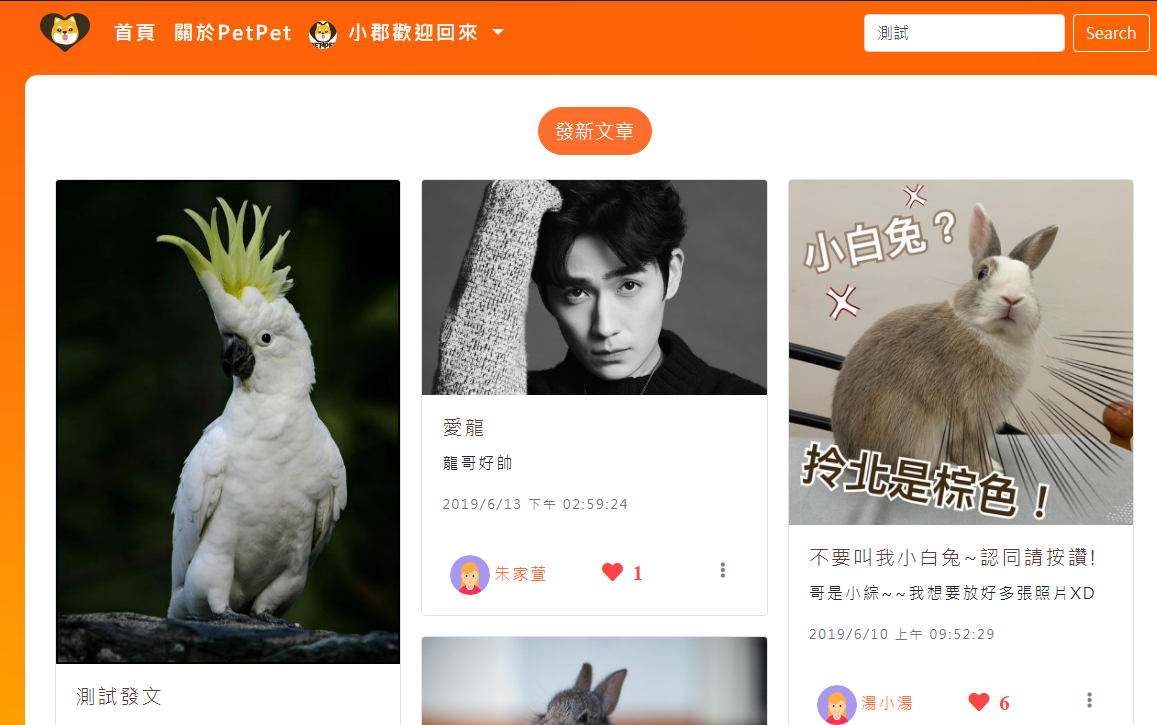 首頁 關於PetPet 小郡歡迎回來
測試 Search
發新文章
測試發文
愛龍
龍哥好帥
2019/6/13 下午 02:59:24
朱家萱 1
小白兔？
拎北是棕色！
不要叫我小白兔~認同請按讚!
哥是小綜~~我想要放好多張照片XD
2019/6/10 上午 09:52:29
湯小湯 6